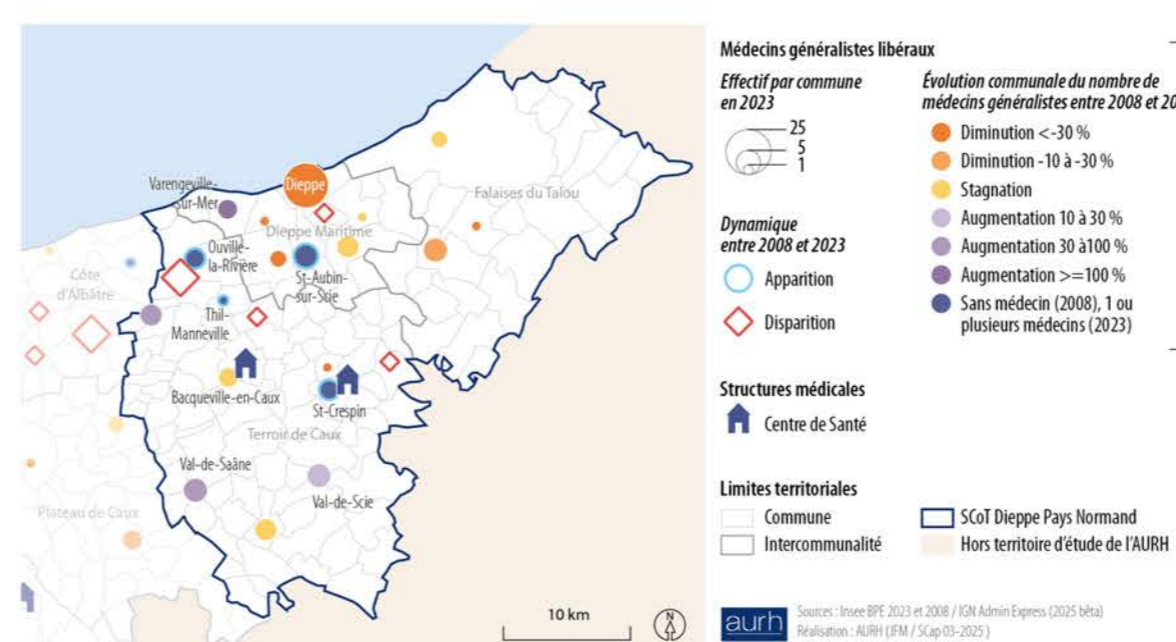 Varengeville-
sur-Mer
Dieppe
Falaises du Talou
Dieppe Maritime
Ouville-
la-Rivière
Côte
d'Albâtre
St-Aubin-
sur-Scie
Thil-
Manneville
Bacqueville-en-Caux
St-Crespin
Terroir de Caux
Val-de-Saâne
Val-de-Scie
Plateau de Caux
10 km
N
Médecins généralistes libéraux
Effectif par commune
en 2023
25
5
1
Dynamique
entre 2008 et 2023
Apparition
Disparition
Évolution communale du nombre de
médecins généralistes entre 2008 et 20
Diminution <-30 %
Diminution -10 à -30 %
Stagnation
Augmentation 10 à 30 %
Augmentation 30 à100 %
Augmentation >=100 %
Sans médecin (2008), 1 ou
plusieurs médecins (2023)
Structures médicales
Centre de Santé
Limites territoriales
Commune
Intercommunalité
SCoT Dieppe Pays Normand
Hors territoire d'étude de l'AURH
aurh
Sources : Insee BPE 2023 et 2008 / IGN Admin Express (2025 bêta)
Réalisation : AURH (JFM / SCap 03-2025 )